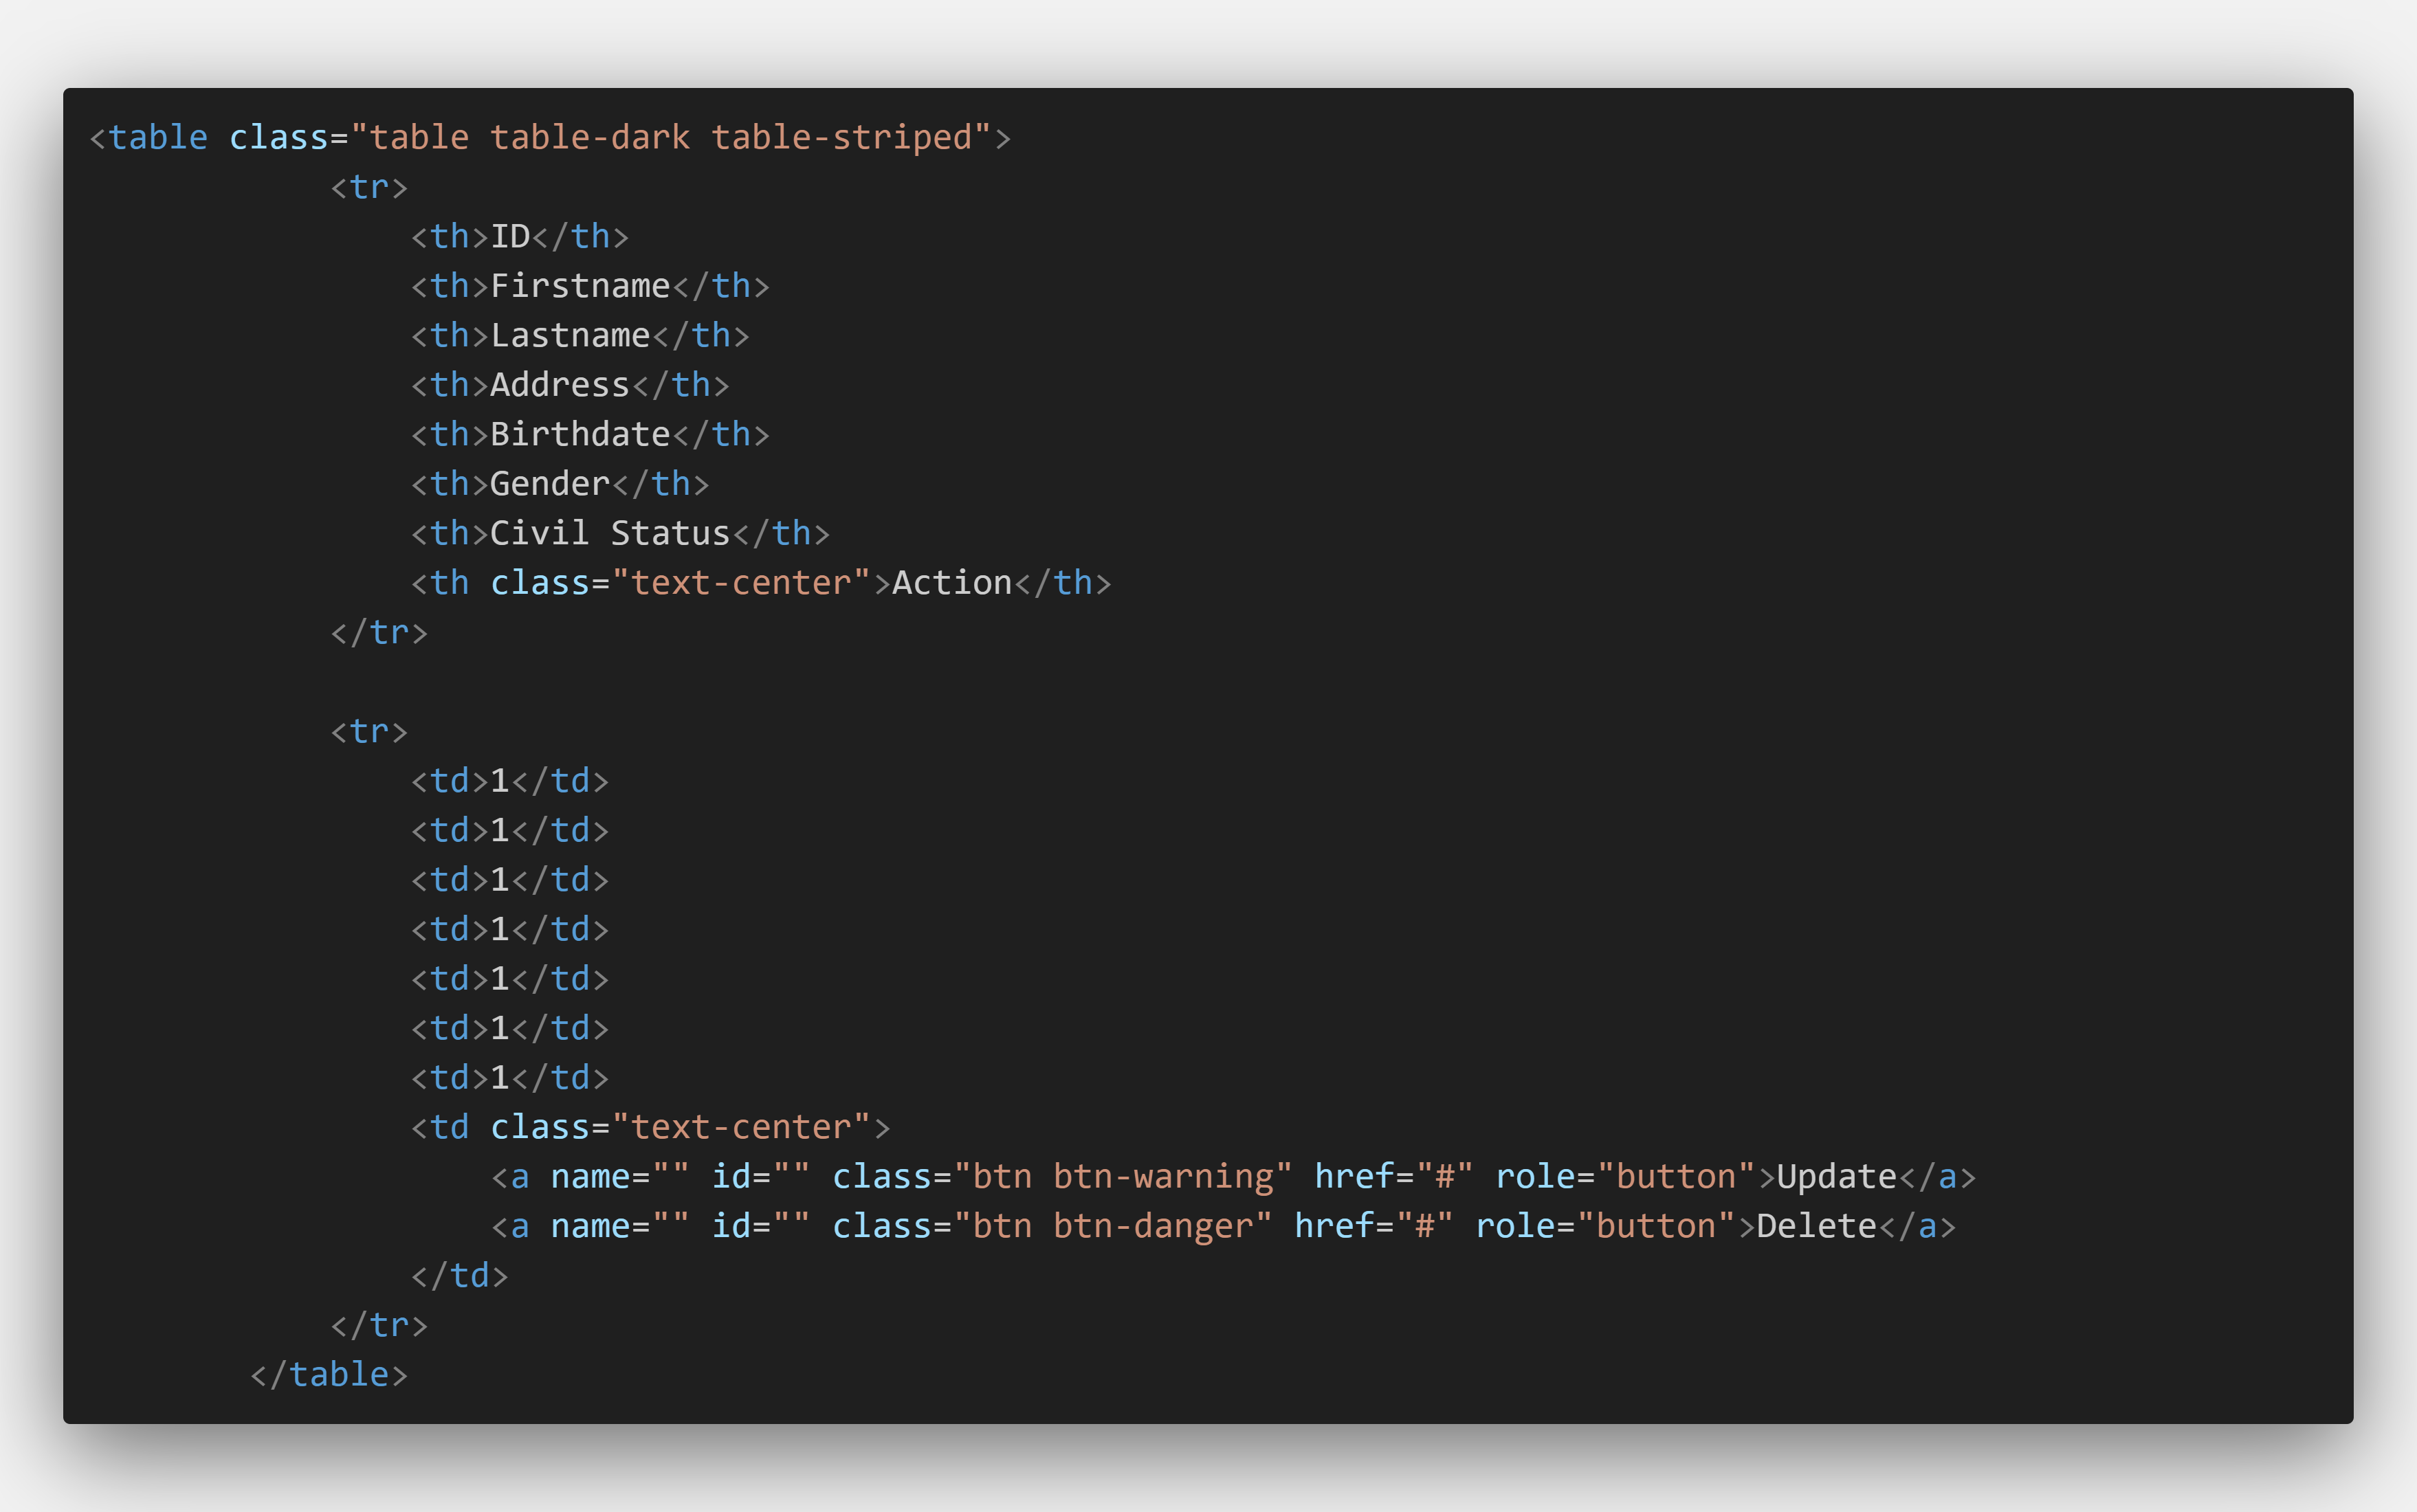 <table class="table table-dark table-striped">
            <tr>
                <th>ID</th>
                <th>Firstname</th>
                <th>Lastname</th>
                <th>Address</th>
                <th>Birthdate</th>
                <th>Gender</th>
                <th>Civil Status</th>
                <th class="text-center">Action</th>
            </tr>

            <tr>
                <td>1</td>
                <td>1</td>
                <td>1</td>
                <td>1</td>
                <td>1</td>
                <td>1</td>
                <td>1</td>
                <td class="text-center">
                    <a name="" id="" class="btn btn-warning" href="#" role="button">Update</a>
                    <a name="" id="" class="btn btn-danger" href="#" role="button">Delete</a>
                </td>
            </tr>
        </table>